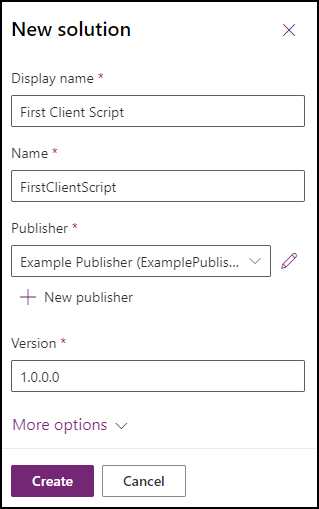 New solution
Display name *
First Client Script
Name *
FirstClientScript
Publisher *
Example Publisher (ExamplePublis...
New publisher
Version *
1.0.0.0
More options
Create Cancel